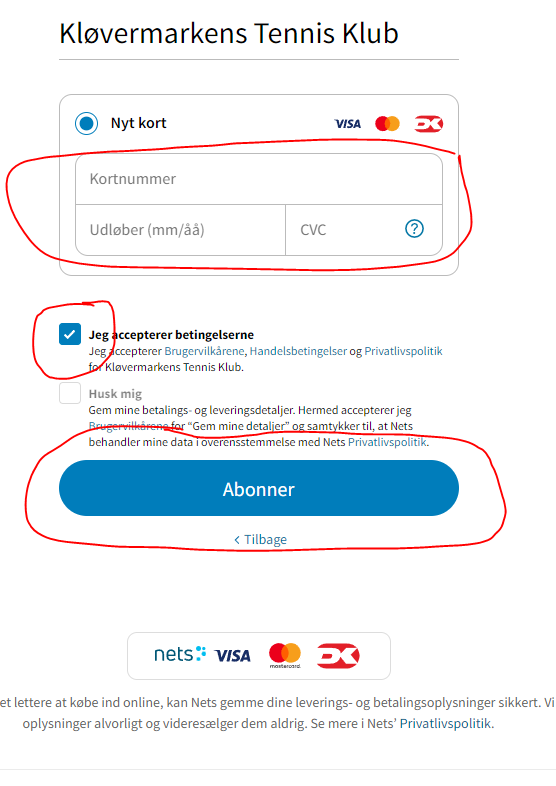 Kløvermarkens Tennis Klub
Nyt kort
VISA
Kortnummer
Udløber (mm/åå)
CVC
?
Jeg accepterer betingelserne
Jeg accepterer Brugervilkårene, Handelsbetingelser og Privatlivspolitik
for Kløvermarkens Tennis Klub.
Husk mig
Gem mine betalings- og leveringsdetaljer. Hermed accepterer jeg
Brugervilkårene for “Gem mine detaljer” og samtykker til, at Nets
behandler mine data i overensstemmelse med Nets Privatlivspolitik.
Abonner
< Tilbage
nets VISA mastercard.
et lettere at købe ind online, kan Nets gemme dine leverings- og betalingsoplysninger sikkert. Vi
oplysninger alvorligt og videresælger dem aldrig. Se mere i Nets’ Privatlivspolitik.